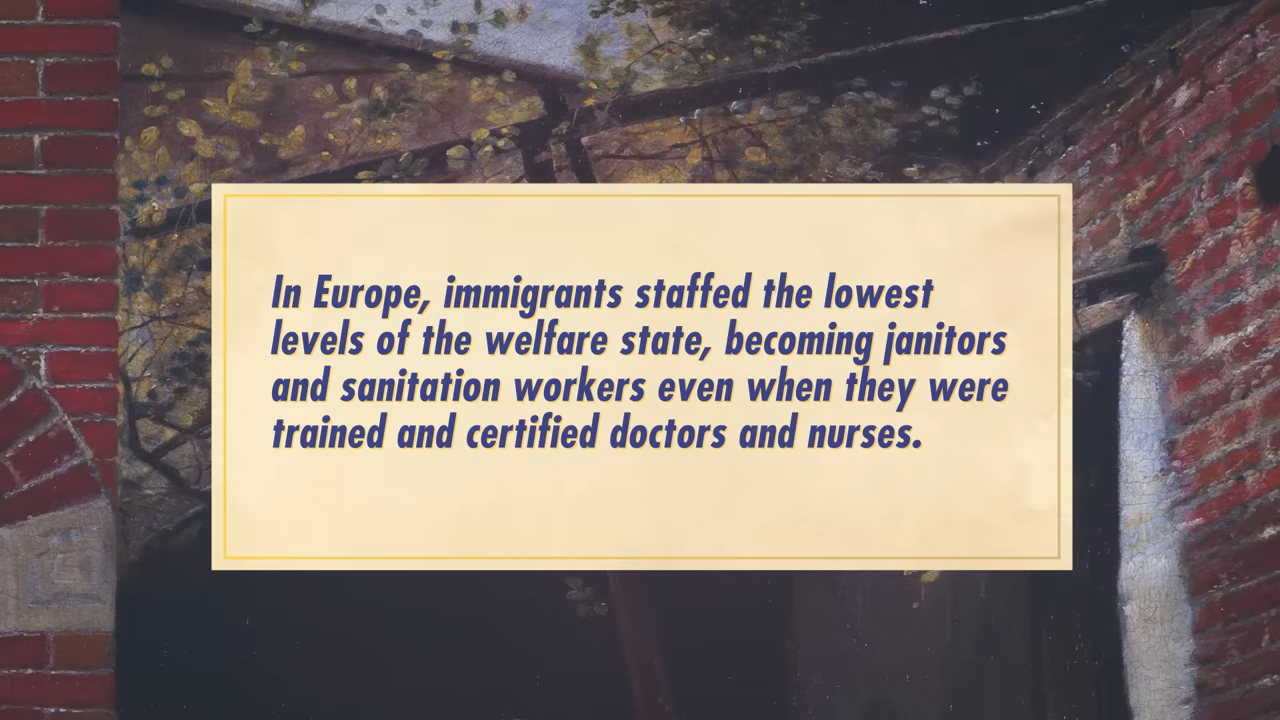 In Europe, immigrants staffed the lowest
levels of the welfare state, becoming janitors
and sanitation workers even when they were
trained and certified doctors and nurses.